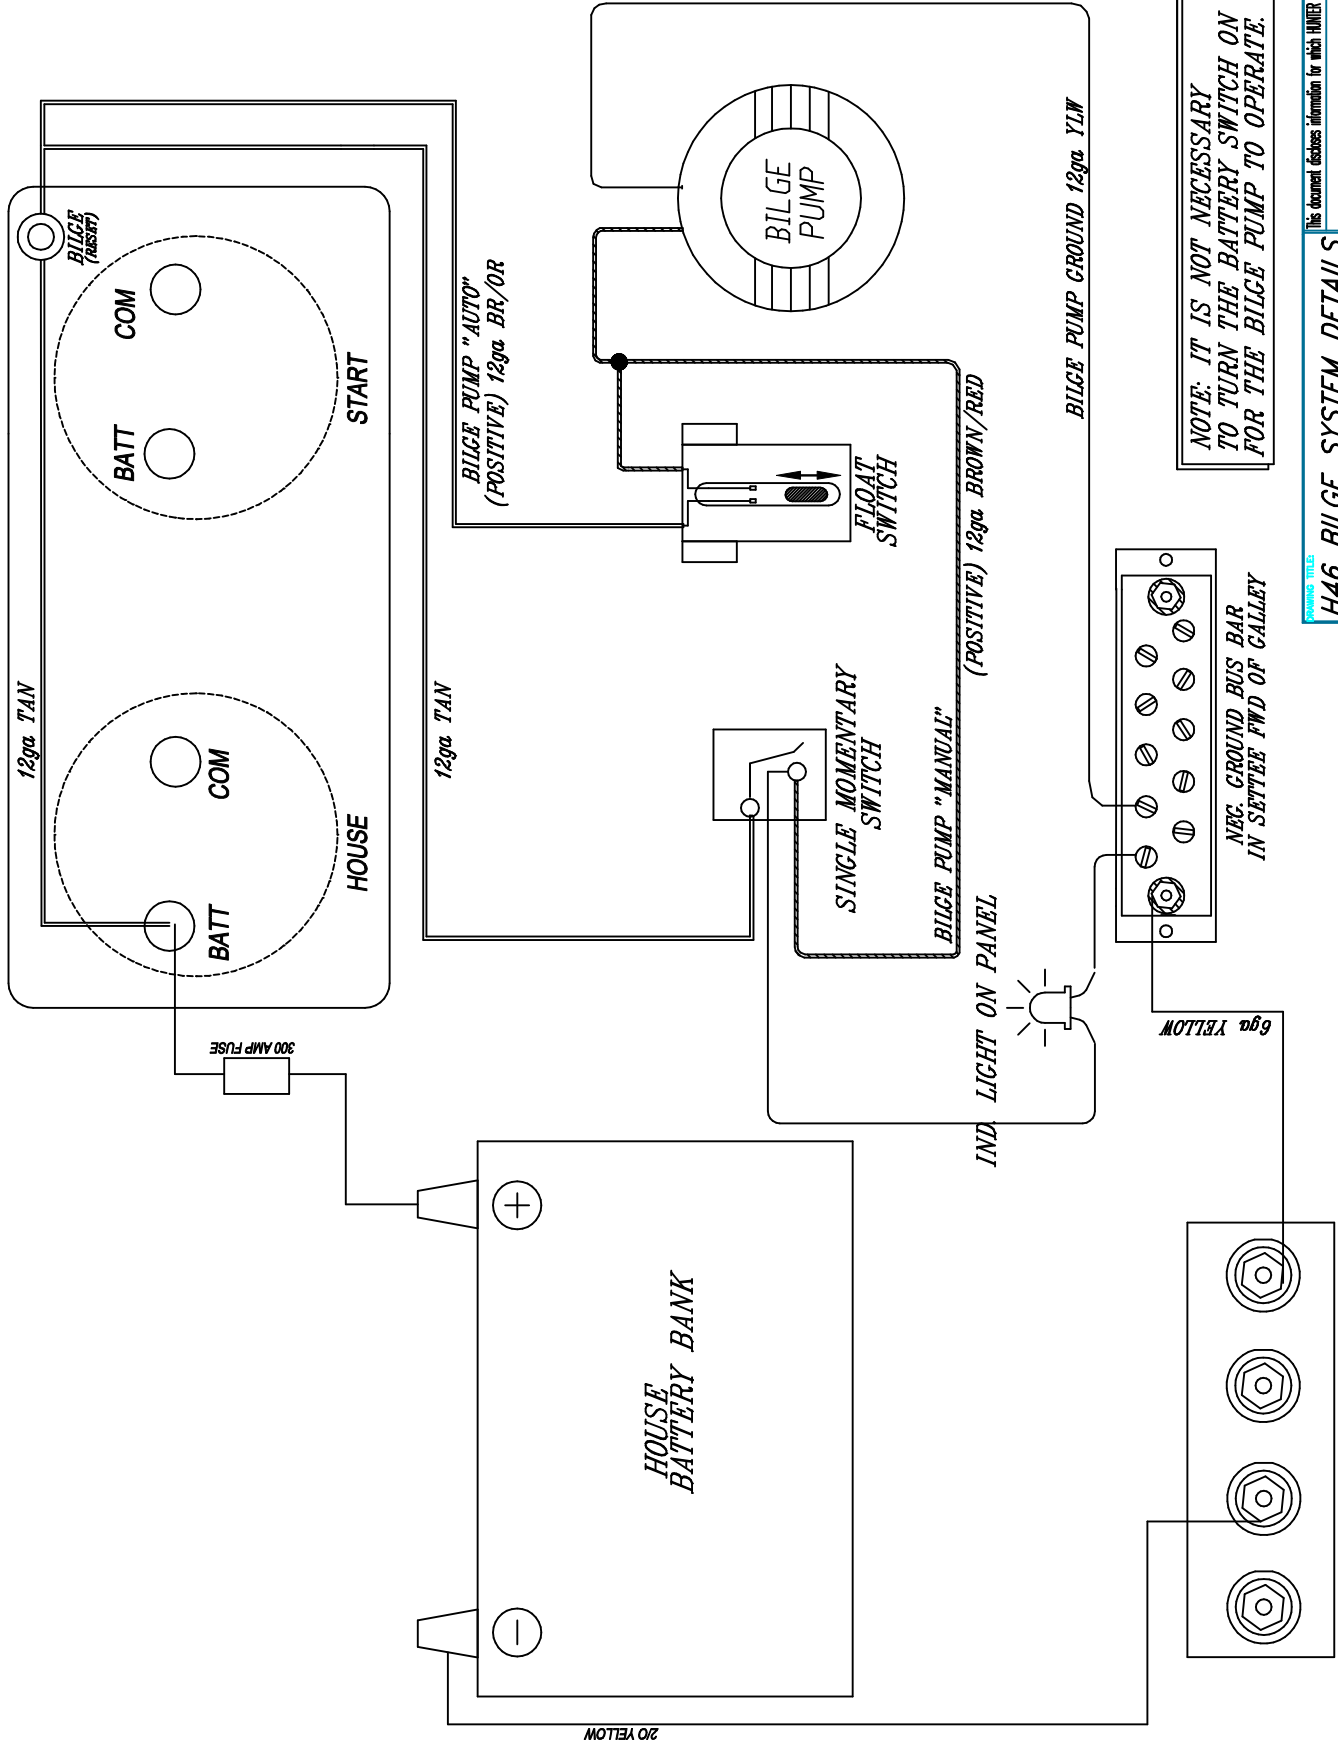 12ga TAN
BILGE
(RESET)
COM
BATT
START
COM
BATT
HOUSE
12ga TAN
BILGE PUMP "AUTO"
(POSITIVE) 12ga BR/OR
BILGE
PUMP
FLOAT
SWITCH
SINGLE MOMENTARY
SWITCH
BILGE PUMP "MANUAL"
(POSITIVE) 12ga BROWN/RED
BILGE PUMP GROUND 12ga YLW
IND. LIGHT ON PANEL
300 AMP FUSE
HOUSE
BATTERY BANK
2/O YELLOW
6ga YELLOW
NEG. GROUND BUS BAR
IN SETTEE FWD OF GALLEY
NOTE: IT IS NOT NECESSARY
TO TURN THE BATTERY SWITCH ON
FOR THE BILGE PUMP TO OPERATE.
DRAWING TITLE:
H46 BILGE SYSTEM DETAILS
This document discloses information for which HUNTER